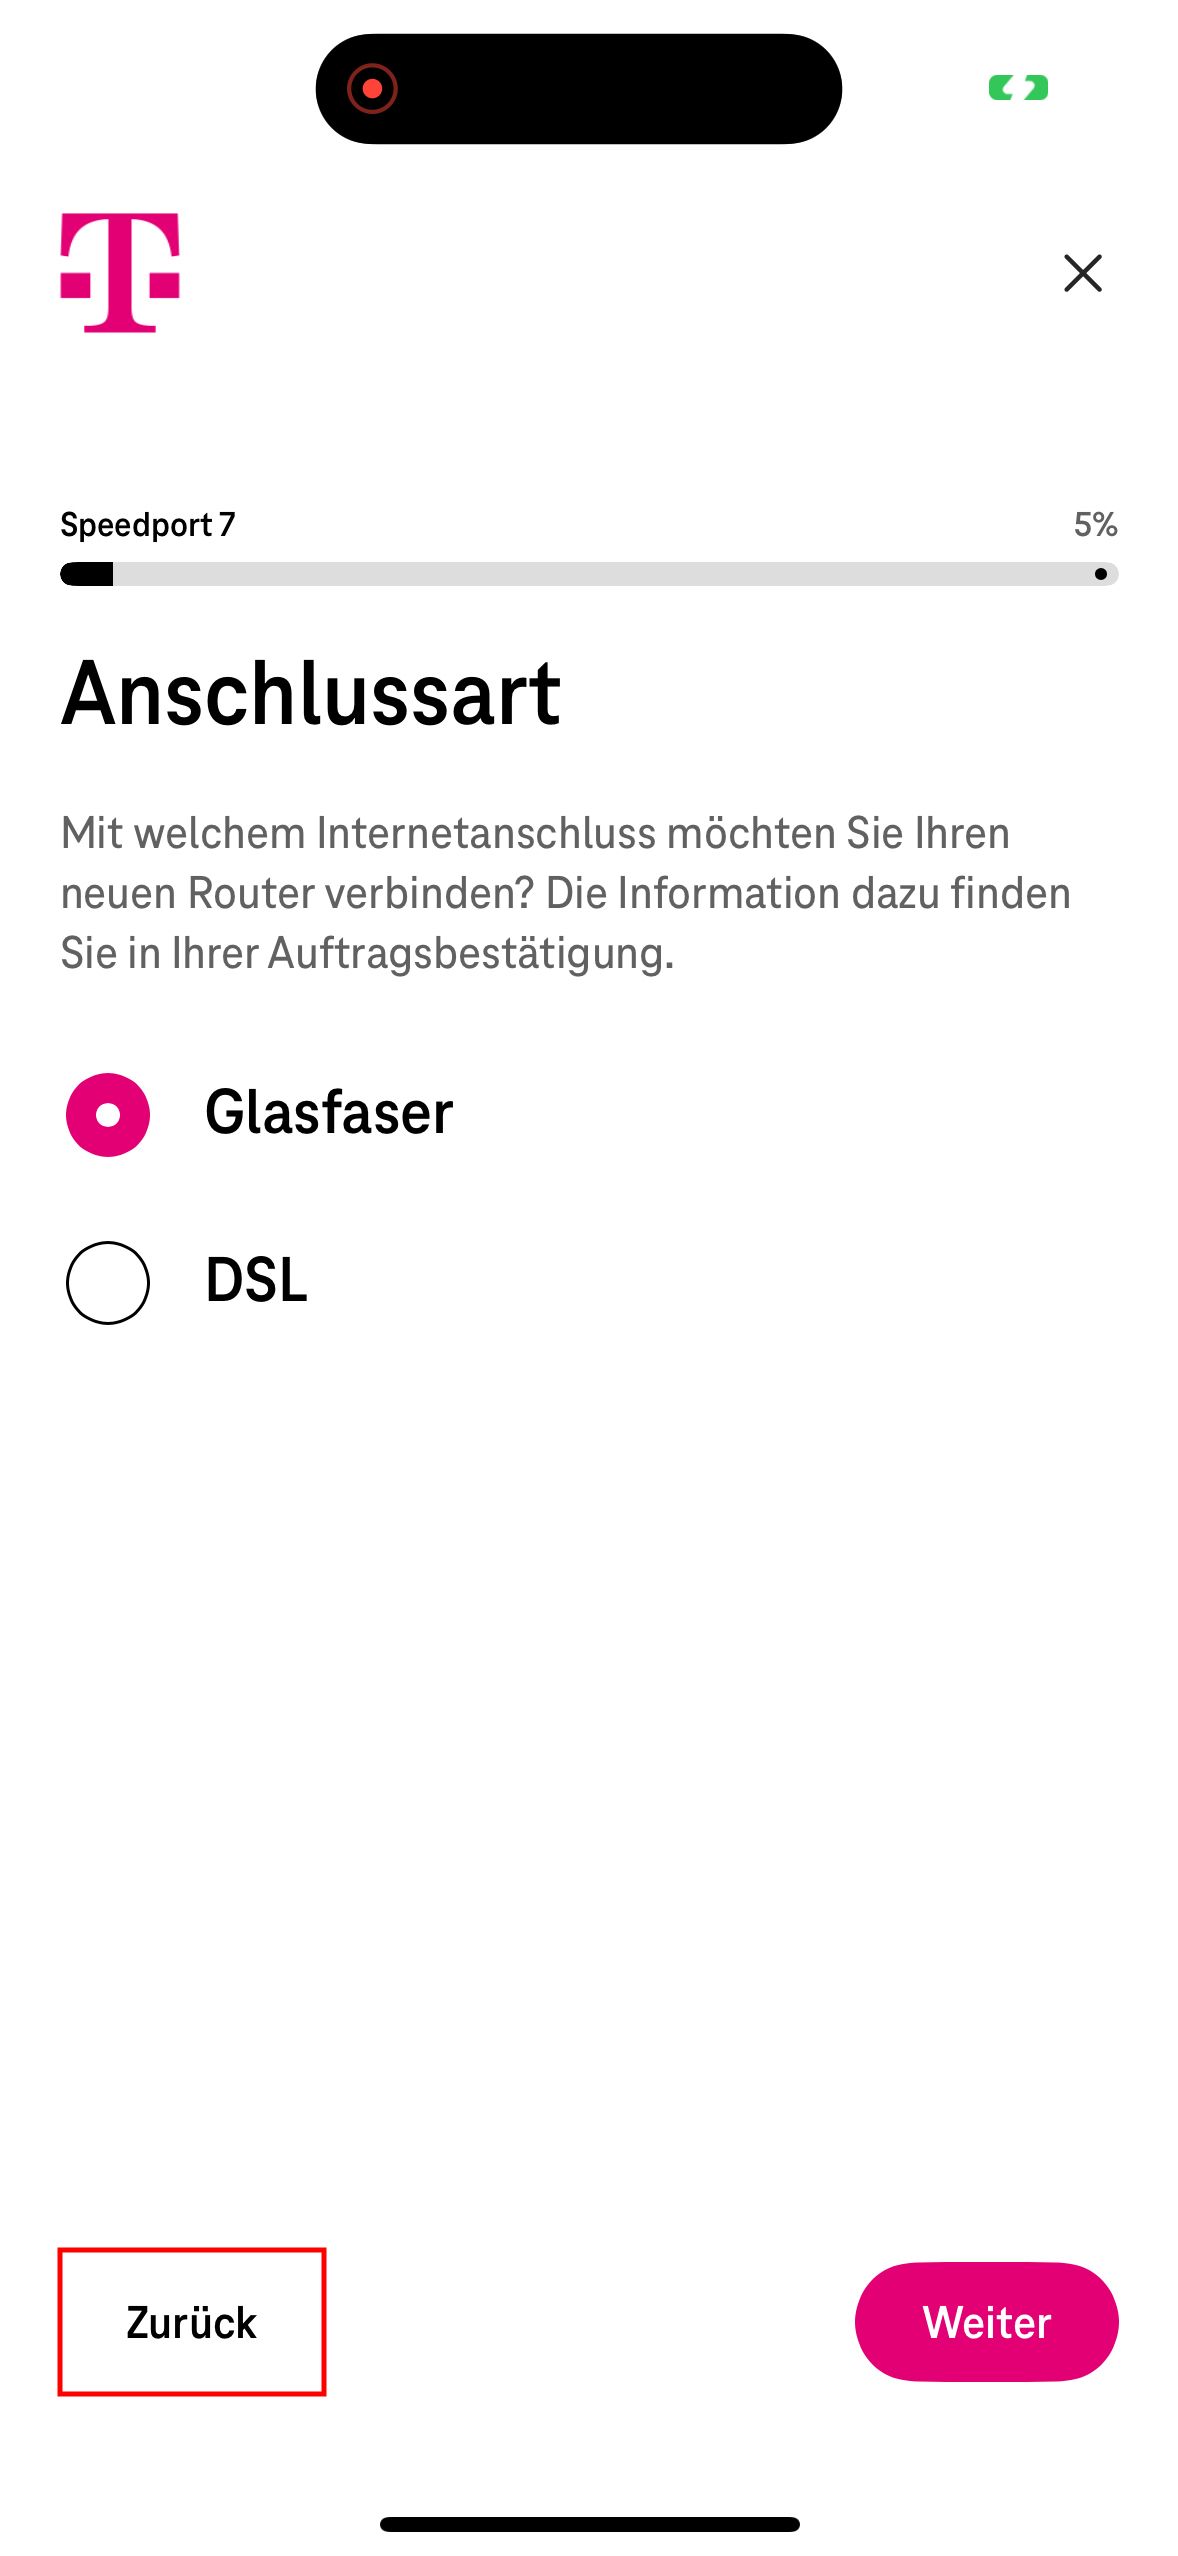 Speedport 7
5%
Anschlussart
Mit welchem Internetanschluss möchten Sie Ihren
neuen Router verbinden? Die Information dazu finden
Sie in Ihrer Auftragsbestätigung.
Glasfaser
DSL
Zurück
Weiter